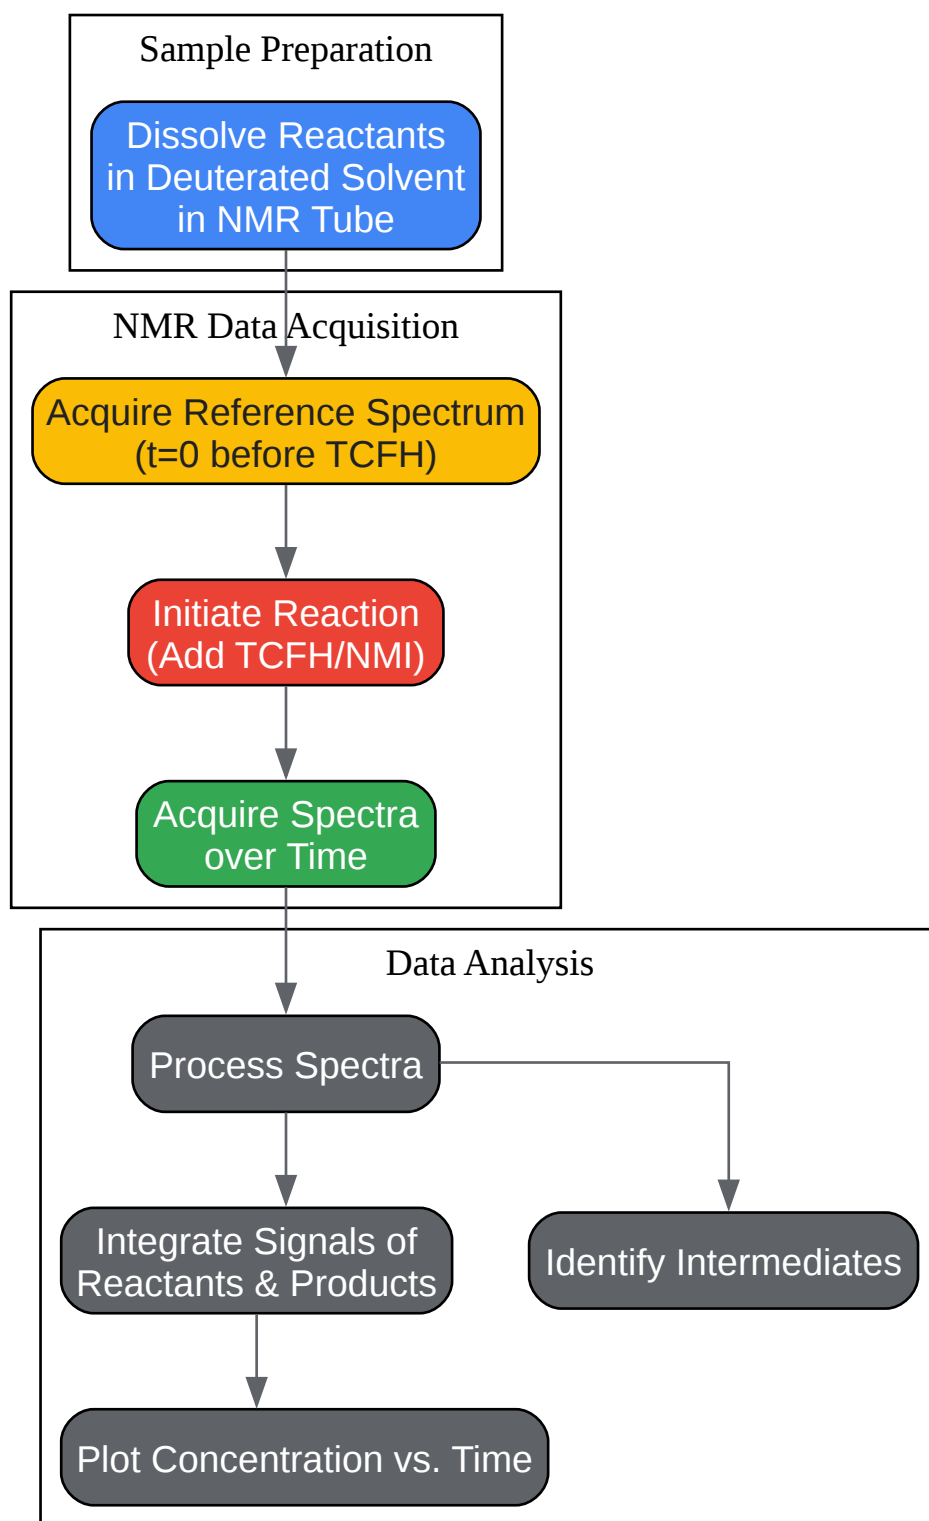 Sample Preparation
Dissolve Reactants
in Deuterated Solvent
in NMR Tube
NMR Data Acquisition
Acquire Reference Spectrum
(t=0 before TCFH)
Initiate Reaction
(Add TCFH/NMI)
Acquire Spectra
over Time
Data Analysis
Process Spectra
Integrate Signals of
Reactants & Products
Identify Intermediates
Plot Concentration vs. Time